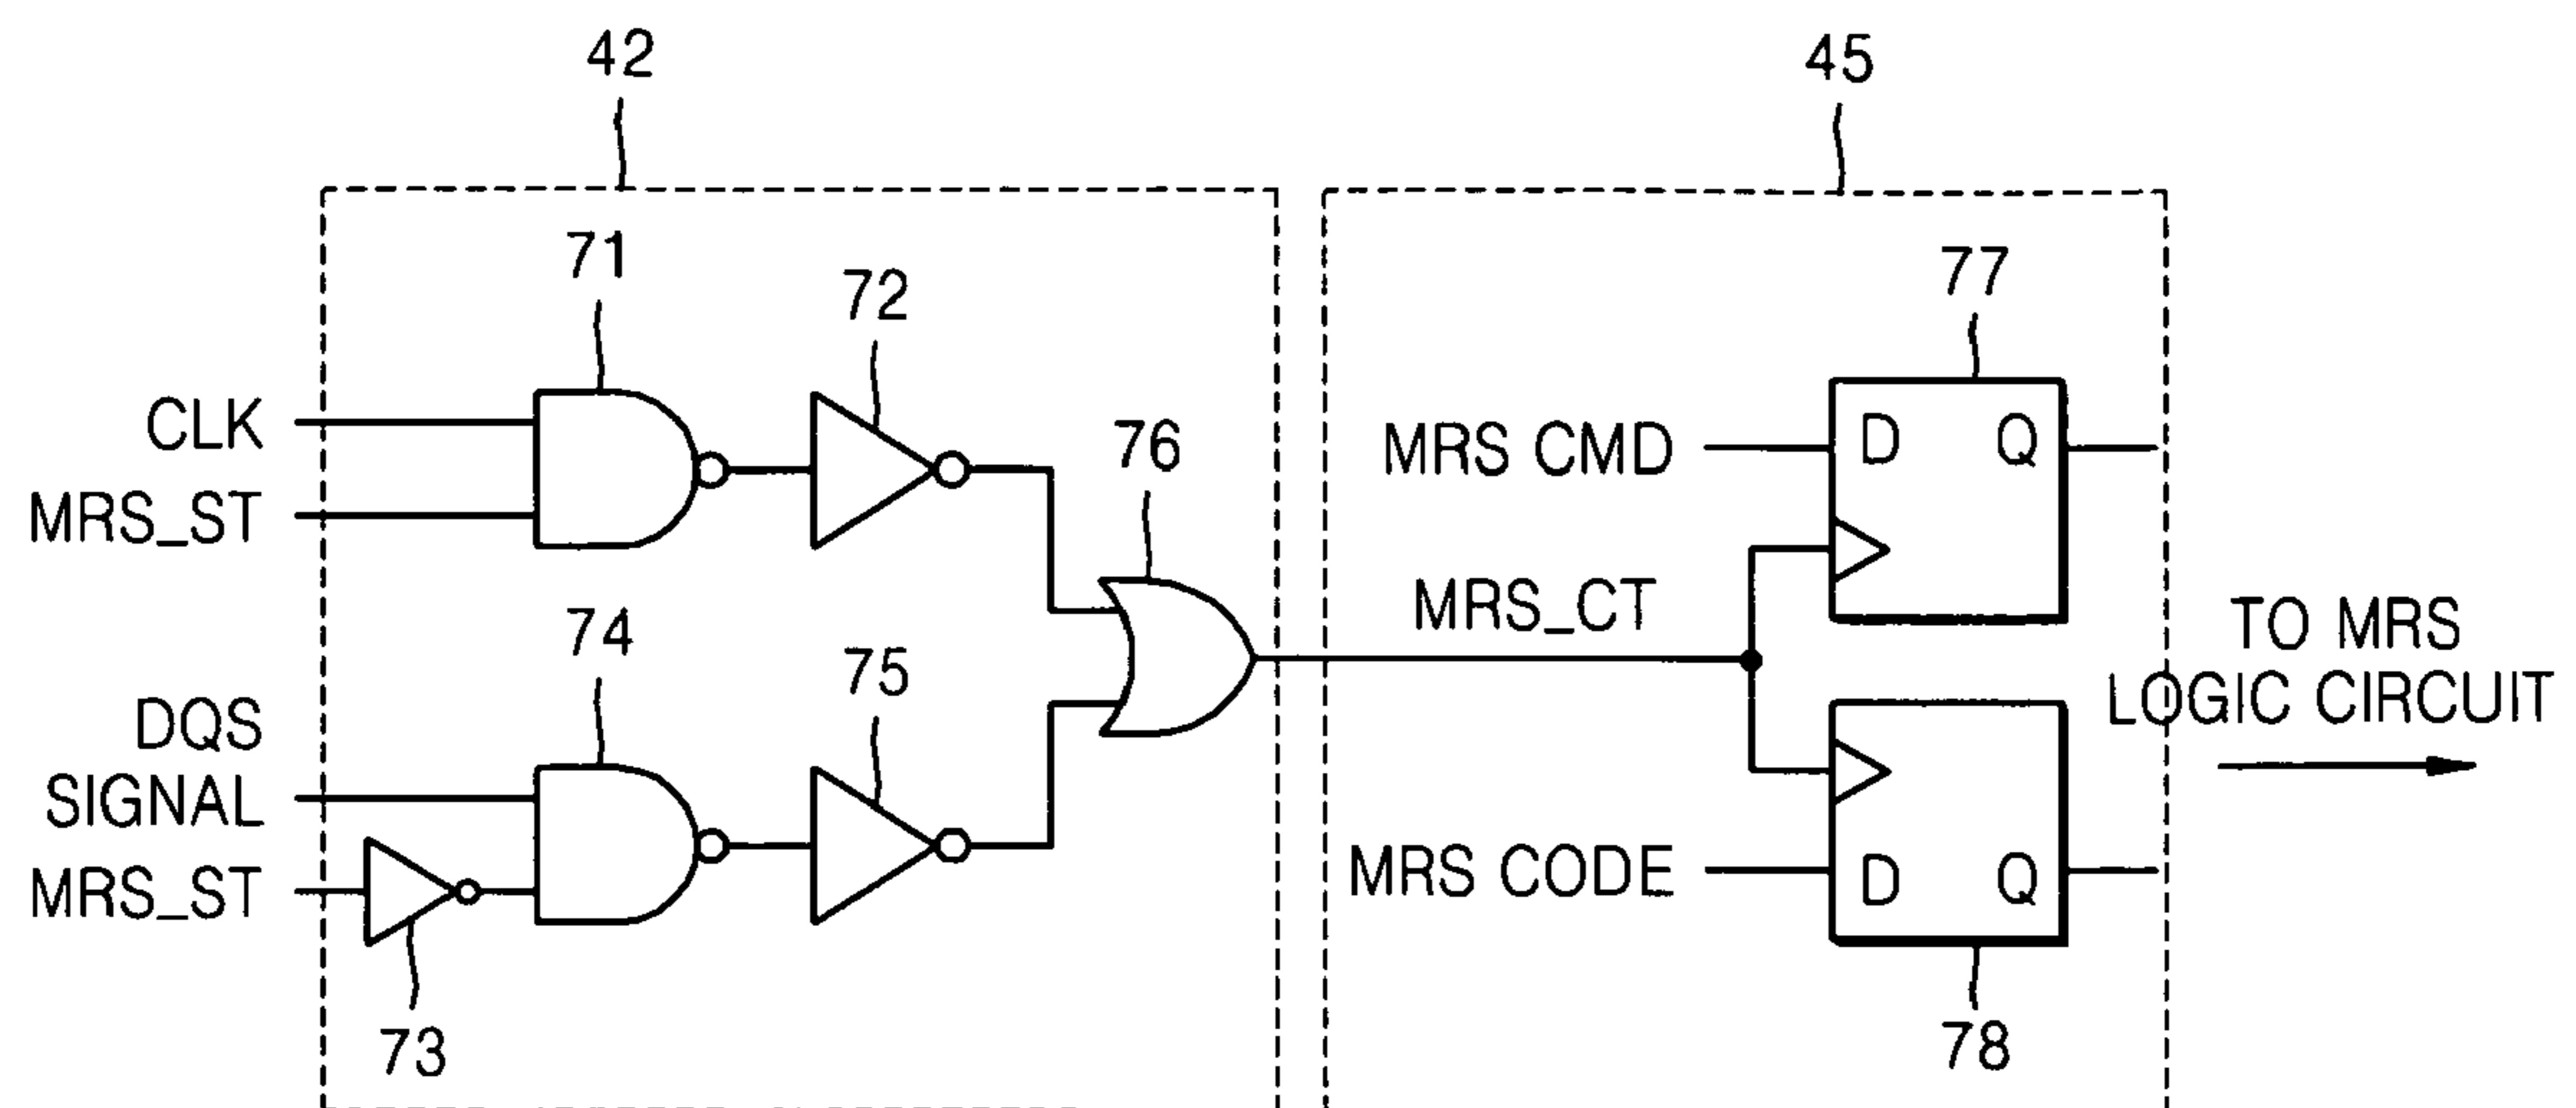 42
45
71
72
77
CLK
MRS_ST
76
MRS CMD
D
Q
MRS_CT
74
75
DQS
SIGNAL
MRS_ST
TO MRS
LOGIC CIRCUIT
MRS CODE
D
Q
73
78